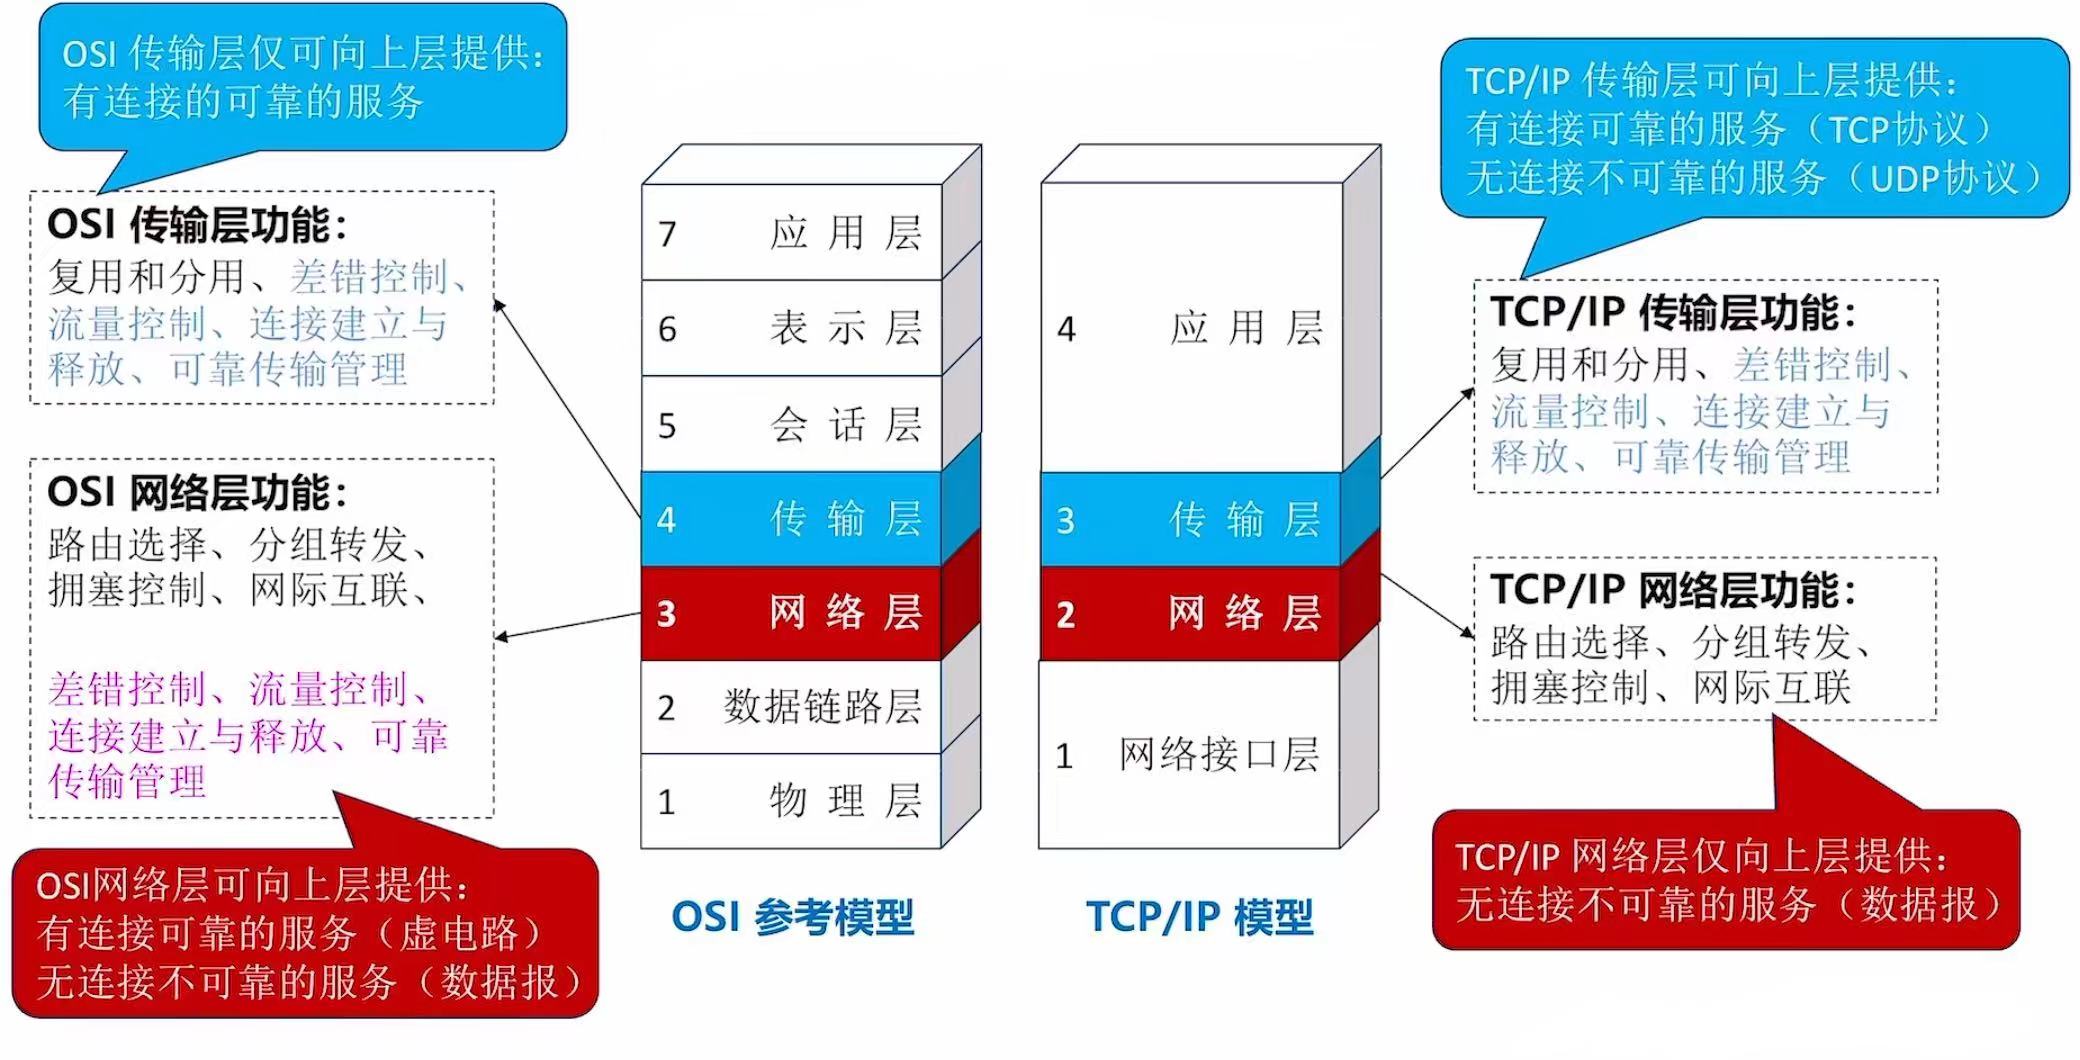 OSI 传输层仅可向上层提供：
有连接的可靠的服务
OSI 传输层功能：
复用和分用、差错控制、
流量控制、连接建立与
释放、可靠传输管理
OSI 网络层功能：
路由选择、分组转发、
拥塞控制、网际互联、
差错控制、流量控制、
连接建立与释放、可靠
传输管理
OSI网络层可向上层提供：
有连接可靠的服务（虚电路）
无连接不可靠的服务（数据报）
7 应用层
6 表示层
5 会话层
4 传输层
3 网络层
2 数据链路层
1 物理层
OSI 参考模型
4 应用层
3 传输层
2 网络层
1 网络接口层
TCP/IP 模型
TCP/IP 传输层可向上层提供：
有连接可靠的服务（TCP协议）
无连接不可靠的服务（UDP协议）
TCP/IP 传输层功能：
复用和分用、差错控制、
流量控制、连接建立与
释放、可靠传输管理
TCP/IP 网络层功能：
路由选择、分组转发、
拥塞控制、网际互联
TCP/IP 网络层仅向上层提供：
无连接不可靠的服务（数据报）